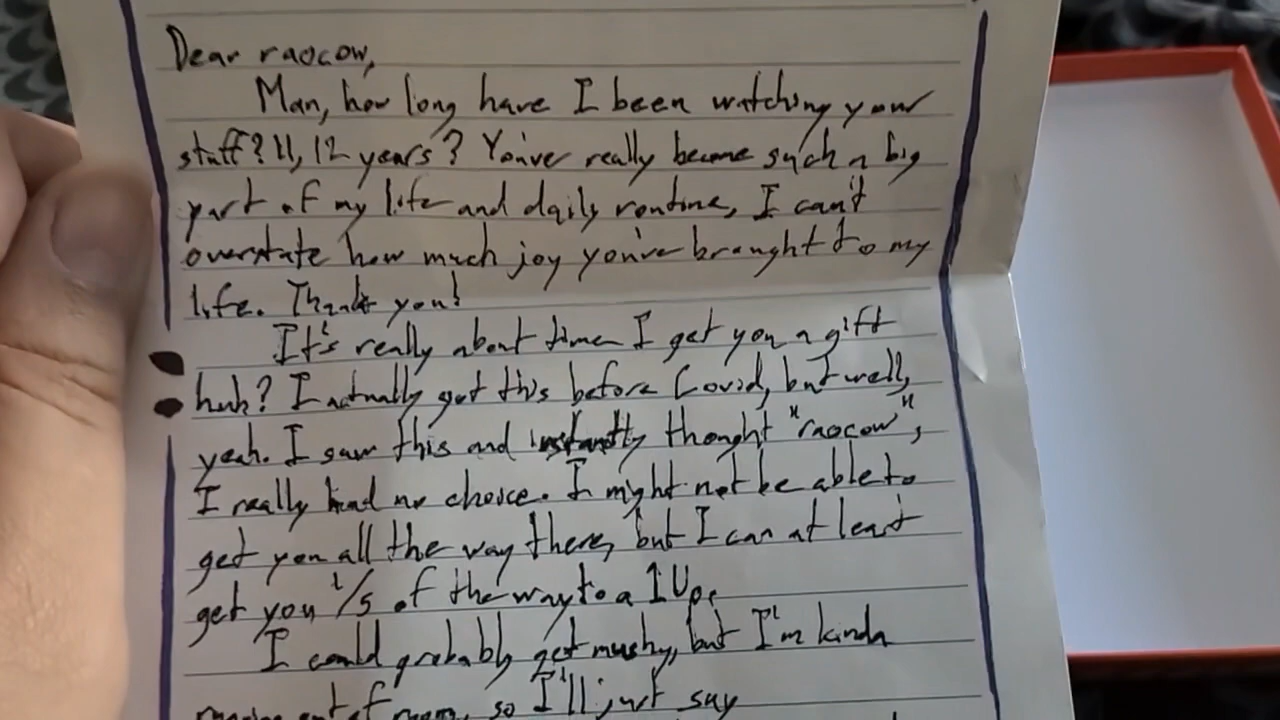 Dear raocow,
Man, how long have I been watching your
stuff? 11, 12 years? You've really become such a big
part of my life and daily routine, I can't
overstate how much joy you've brought to my
life. Thank you!
It's really about time I get you a gift
huh? I actually got this before Covid, but well,
yeah. I saw this and instantly thought "raocow",
I really had no choice. I might not be able to
get you all the way there, but I can at least
get you 1/5 of the way to a 1Up.
I could probably get mushy, but I'm kinda
running out of room, so I'll just say